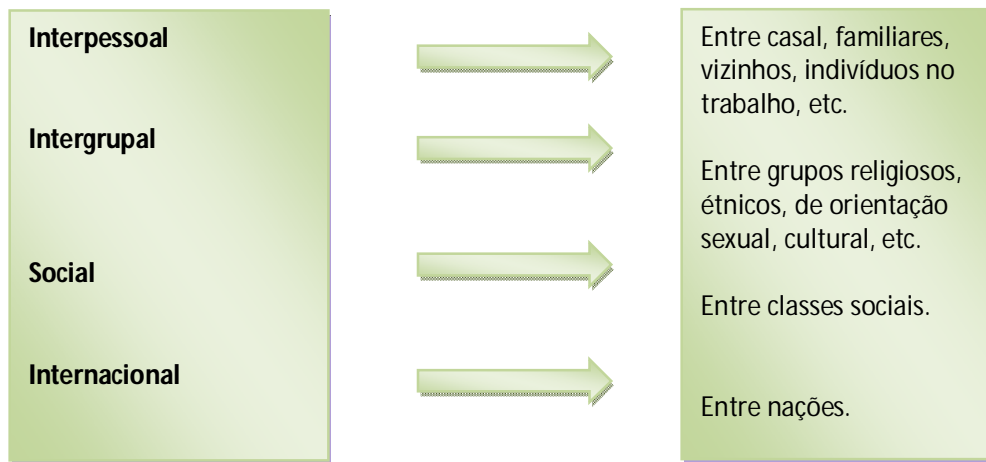 Interpessoal
Entre casal, familiares,
vizinhos, indivíduos no
trabalho, etc.
Intergrupal
Entre grupos religiosos,
étnicos, de orientação
sexual, cultural, etc.
Social
Entre classes sociais.
Internacional
Entre nações.